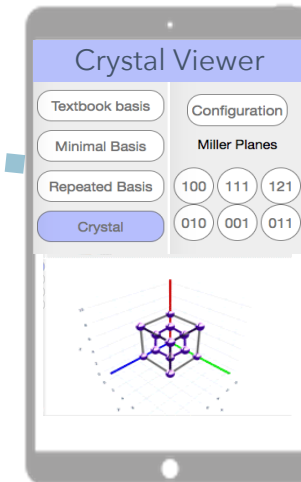 Crystal Viewer
Textbook basis
Configuration
Minimal Basis
Miller Planes
Repeated Basis
100 111 121
Crystal
010 001 011